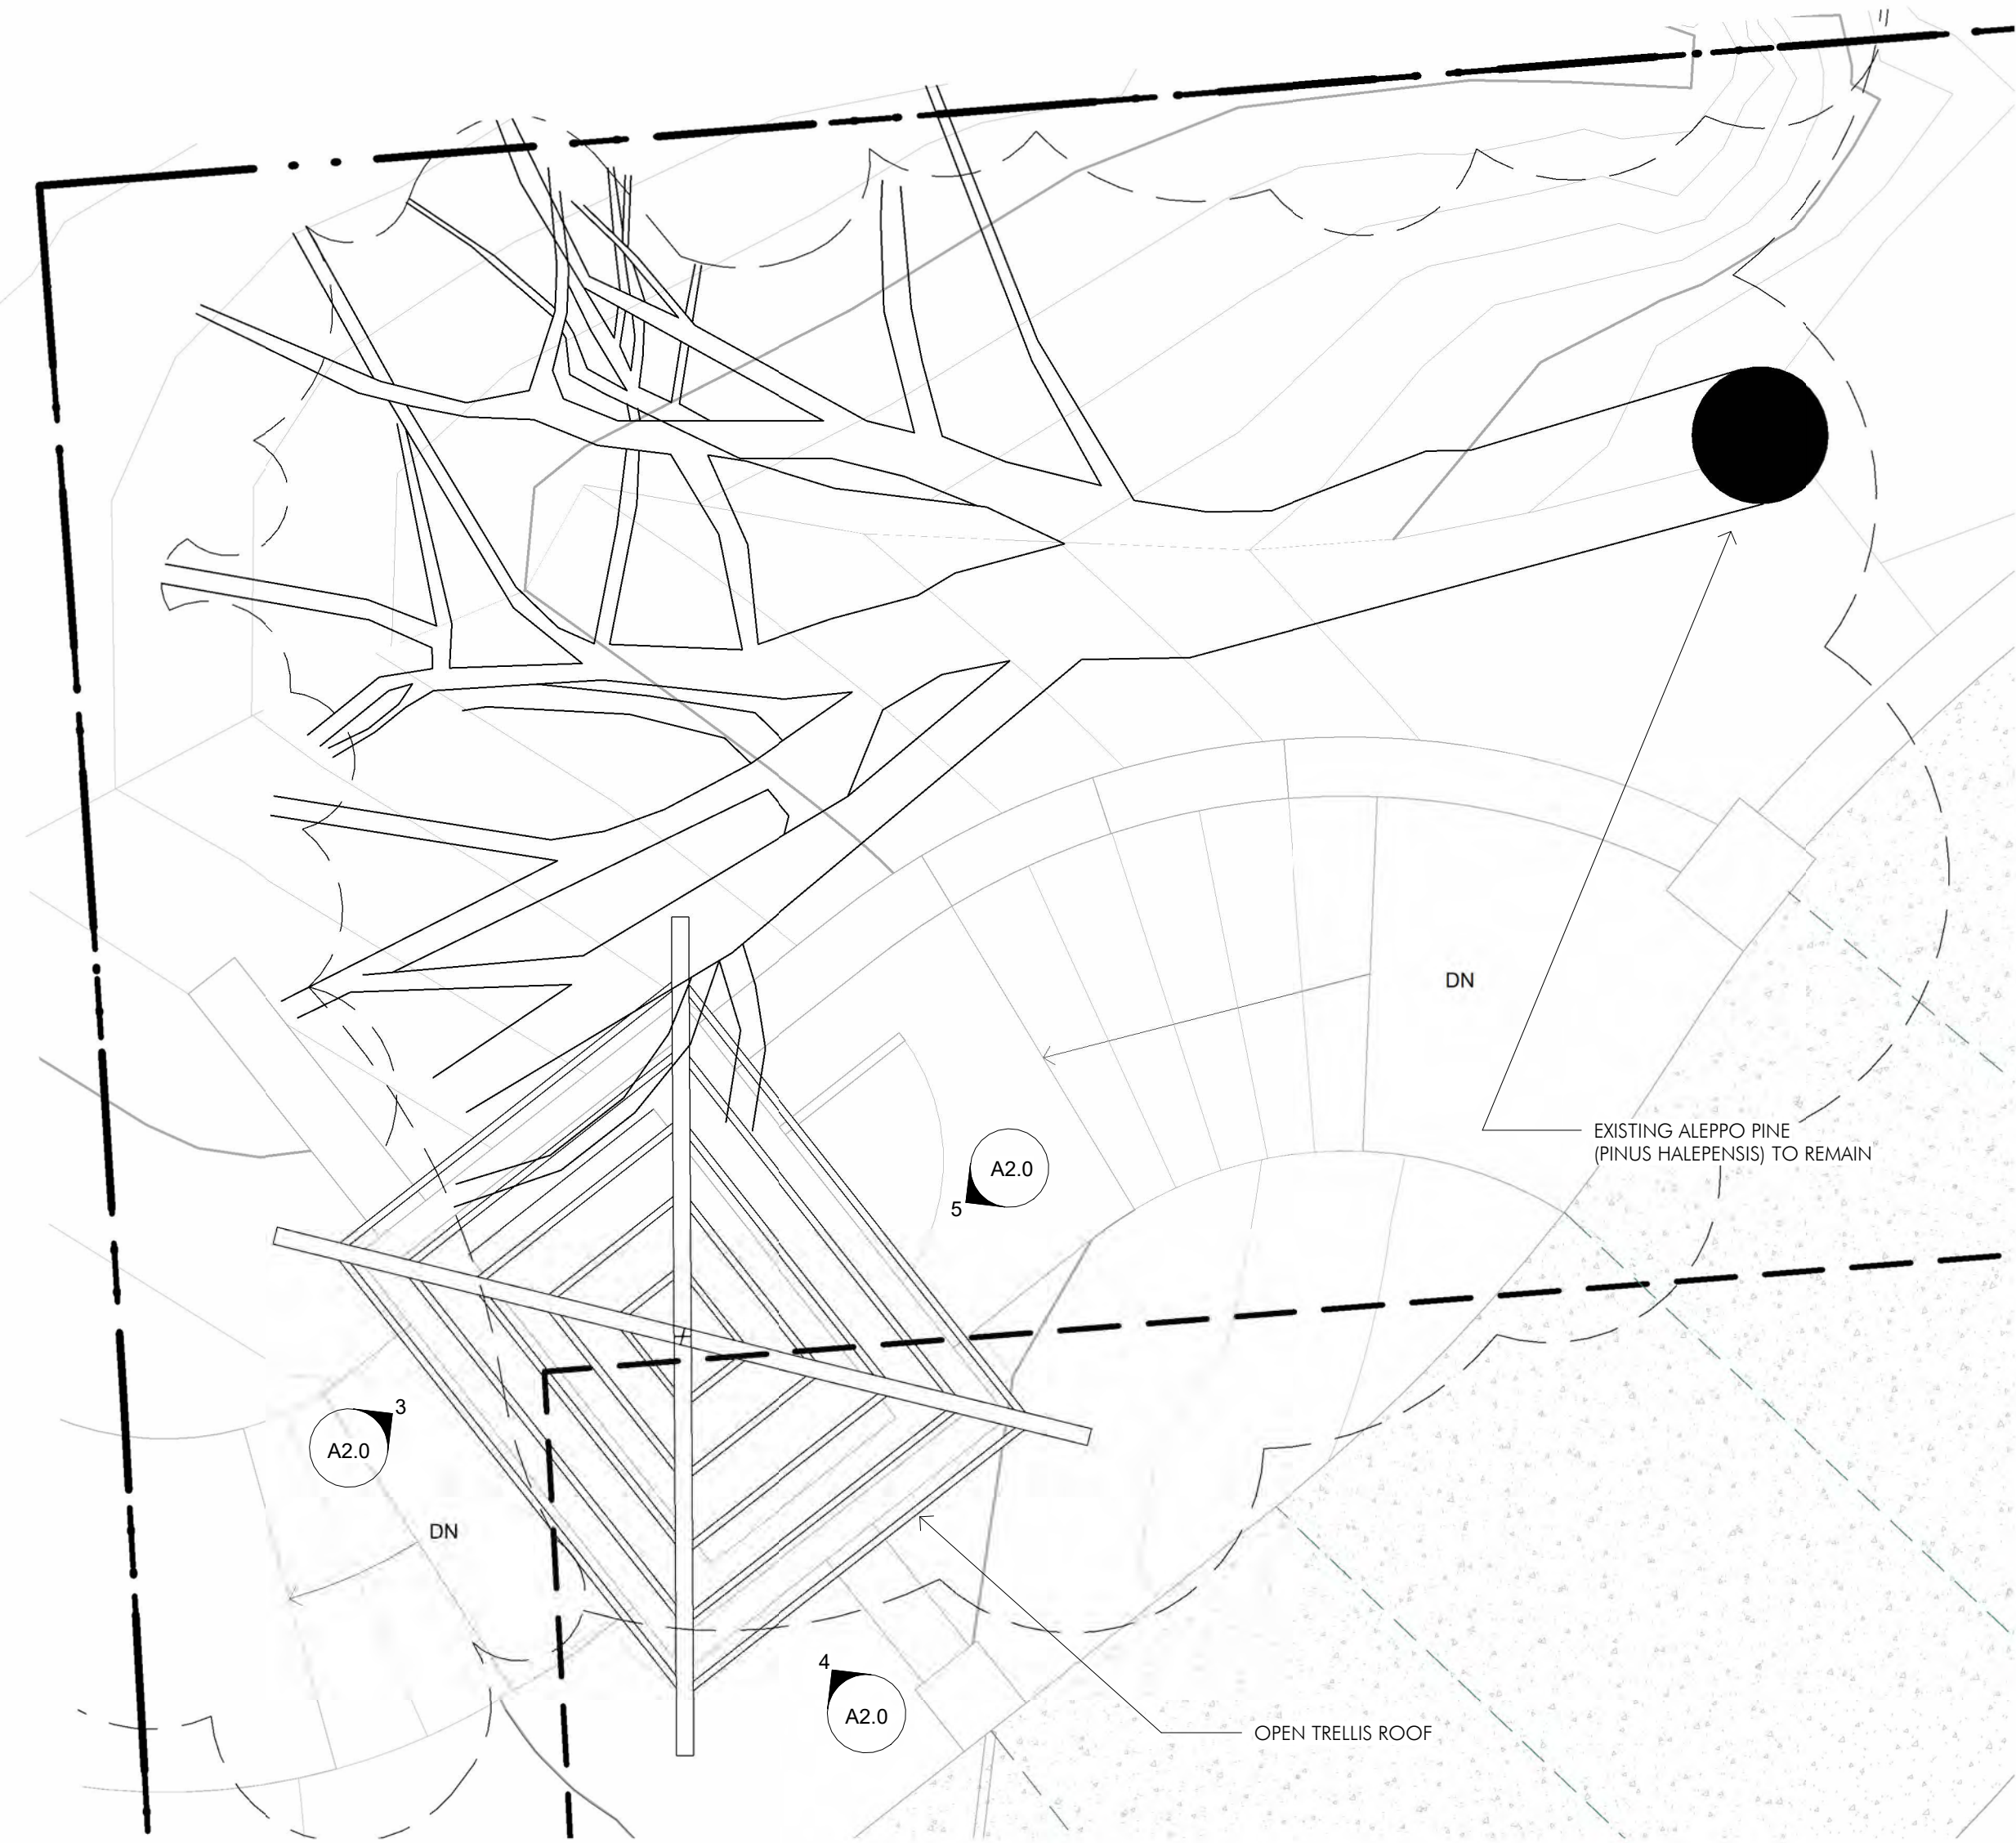 DN
EXISTING ALEPPO PINE
(PINUS HALEPENSIS) TO REMAIN
A2.0
5
3
A2.0
DN
4
A2.0
OPEN TRELLIS ROOF